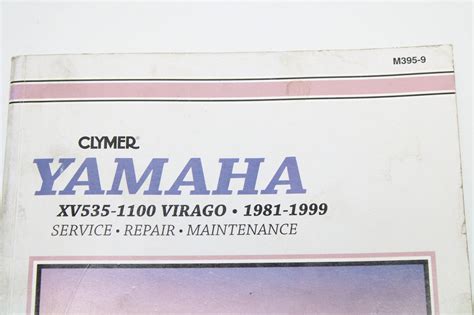 M395-9
CLYMER®
YAMAHA
XV535-1100 VIRAGO • 1981-1999
SERVICE • REPAIR • MAINTENANCE